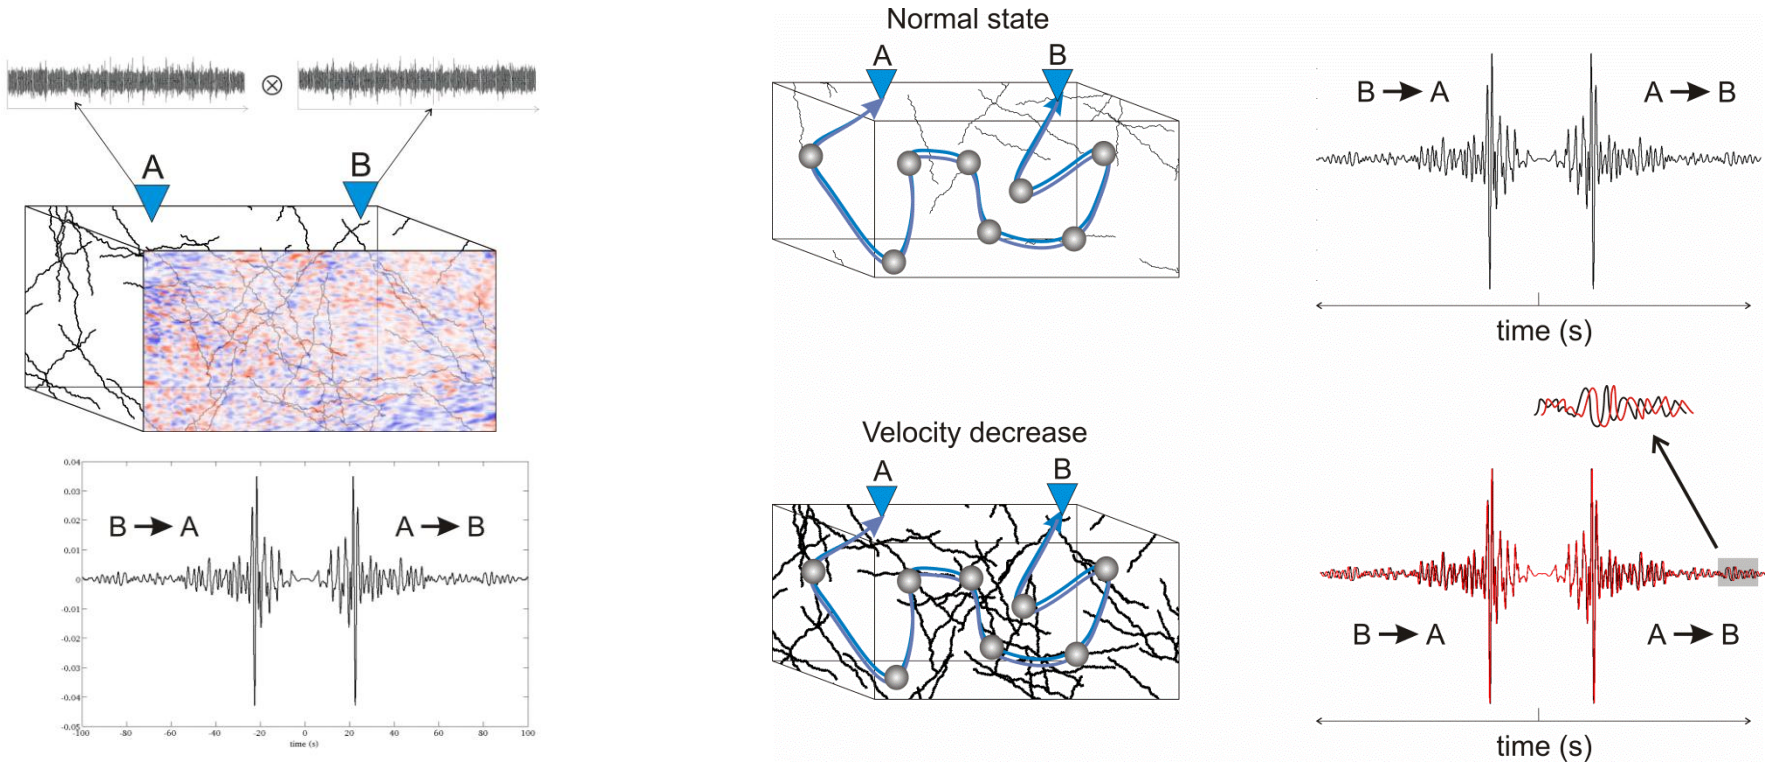 ⊗
A
B
0.04
0.03
0.02
0.01
0
-0.01
-0.02
-0.03
-0.04
-0.05
B → A
A → B
-100
-80
-60
-40
-20
0
20
40
60
80
100
time (s)
Normal state
A
B
B → A
A → B
time (s)
Velocity decrease
A
B
B → A
A → B
time (s)